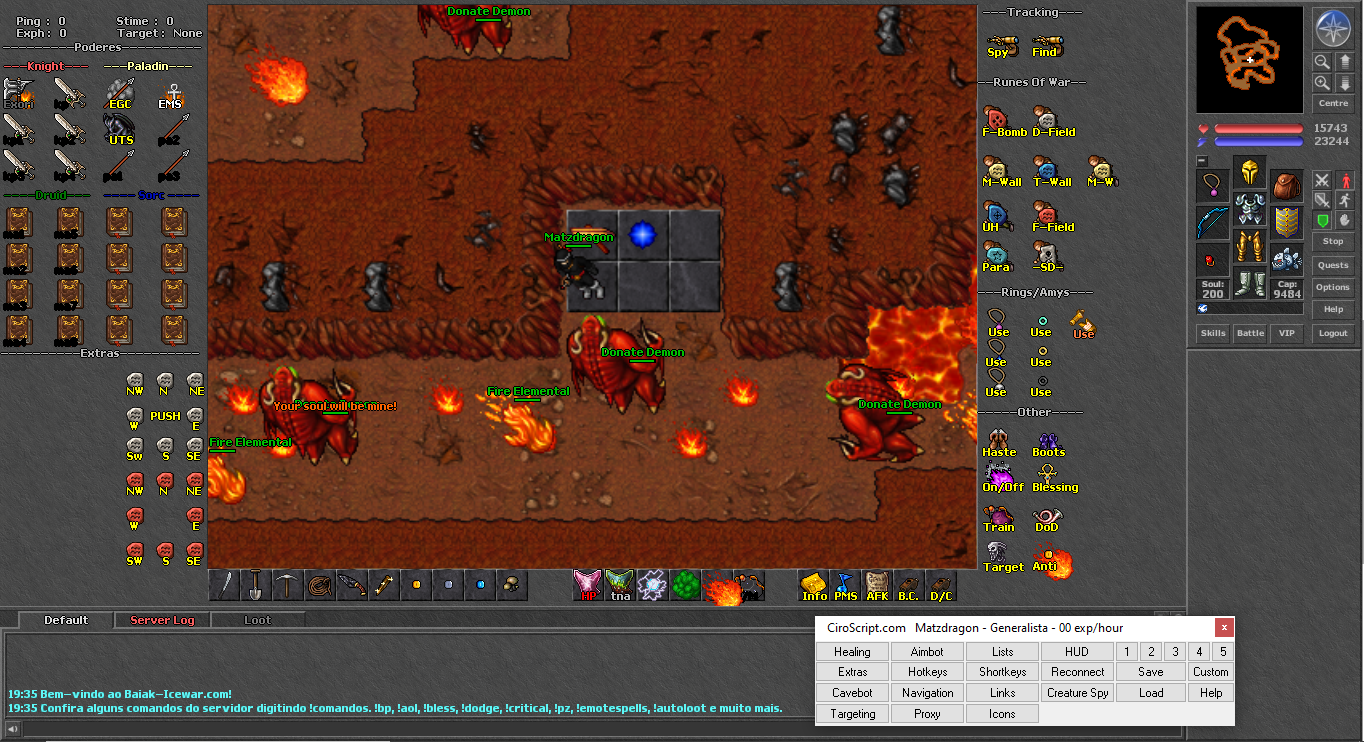 Ping : 0 Stime : 0
Exph: 0 Target: None
Poderes
Knight Paladin
Exori kp EGC EMS
kp1 kp2 UTS pa2
kp3 kp4 pa1 pa3
Druid Sorc
Extras
NW N NE
W PUSH E
Sw S SE
NW N NE
W E
SW S SE
Donate Demon
Matzdragon
Donate Demon
Fire Elemental
Your soul will be mine!
Donate Demon
Fire Elemental
HP tna
Info PMS AFK B.C. D/C
Tracking
Spy Find
Runes Of War
F-Bomb D-Field
M-Wall T-Wall M-W
UH F-Field
Para -SD-
Rings/Amys
Use Use Use
Use Use
Use Use
Other
Haste Boots
On/Off Blessing
Train DoD
Target Anti
Centre
15743
23244
Soul:
200
Cap:
9484
Stop
Quests
Options
Help
Skills Battle VIP Logout
Default Server Log Loot
19:35 Bem-vindo ao Baiak-Icewar.com!
19:35 Confira alguns comandos do servidor digitindo !comandos. !bp, !aol, !bless, !dodge, !critical, !pz, !emotespells, !autoloot e muito mais.
CiroScript.com Matzdragon - Generalista - 00 exp/hour
x
Healing Aimbot Lists HUD 1 2 3 4 5
Extras Hotkeys Shortkeys Reconnect Save Custom
Cavebot Navigation Links Creature Spy Load Help
Targeting Proxy Icons